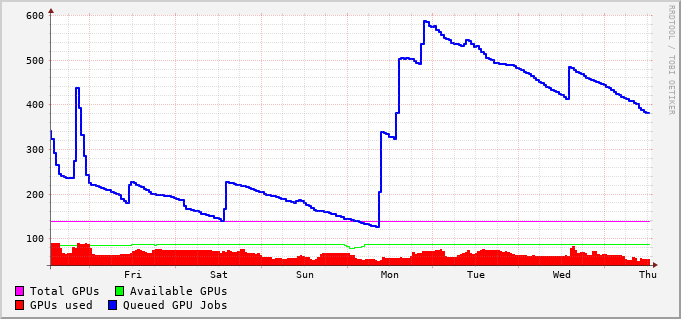 600
500
400
300
200
100
Fri Sat Sun Mon Tue Wed Thu
Total GPUs Available GPUs
GPUs used Queued GPU Jobs
RRDTOOL / TOBI OETIKER